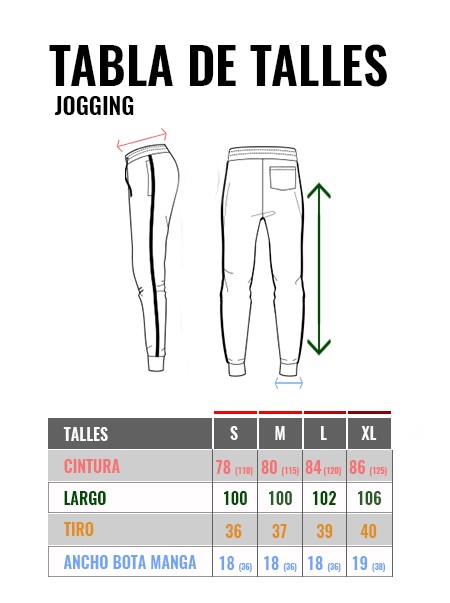 TABLA DE TALLES
JOGGING
TALLES S M L XL
CINTURA 78 (110) 80 (115) 84 (120) 86 (125)
LARGO 100 100 102 106
TIRO 36 37 39 40
ANCHO BOTA MANGA 18 (36) 18 (36) 18 (36) 19 (38)